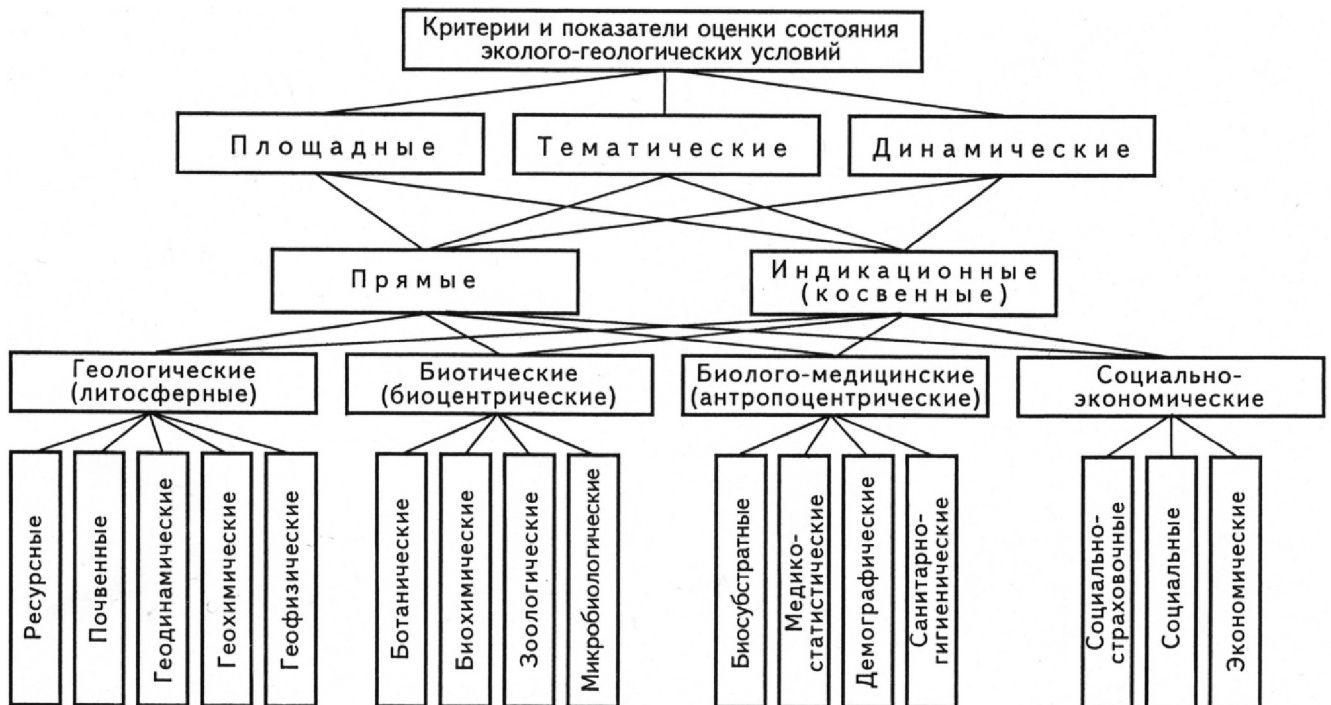 Критерии и показатели оценки состояния
эколого-геологических условий
Площадные
Тематические
Динамические
Прямые
Индикационные
(косвенные)
Геологические
(литосферные)
Биотические
(биоцентрические)
Биолого-медицинские
(антропоцентрические)
Социально-
экономические
Ресурсные
Почвенные
Геодинамические
Геохимические
Геофизические
Ботанические
Биохимические
Зоологические
Микробиологические
Биосубстратные
Медико-
статистические
Демографические
Санитарно-
гигиенические
Социально-
страховочные
Социальные
Экономические